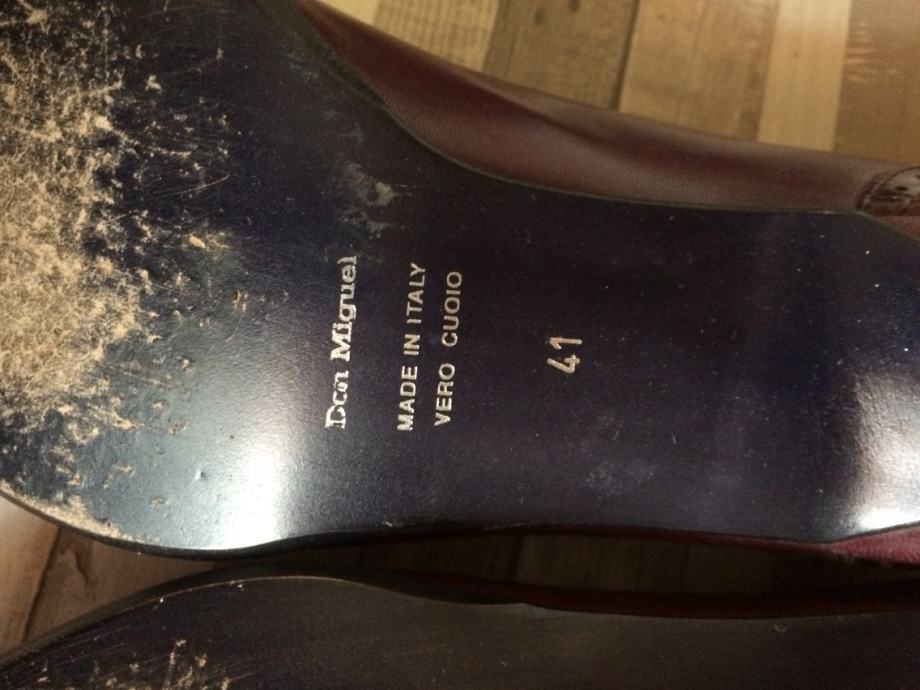 Don Miguel
MADE IN ITALY
VERO CUOIO
41